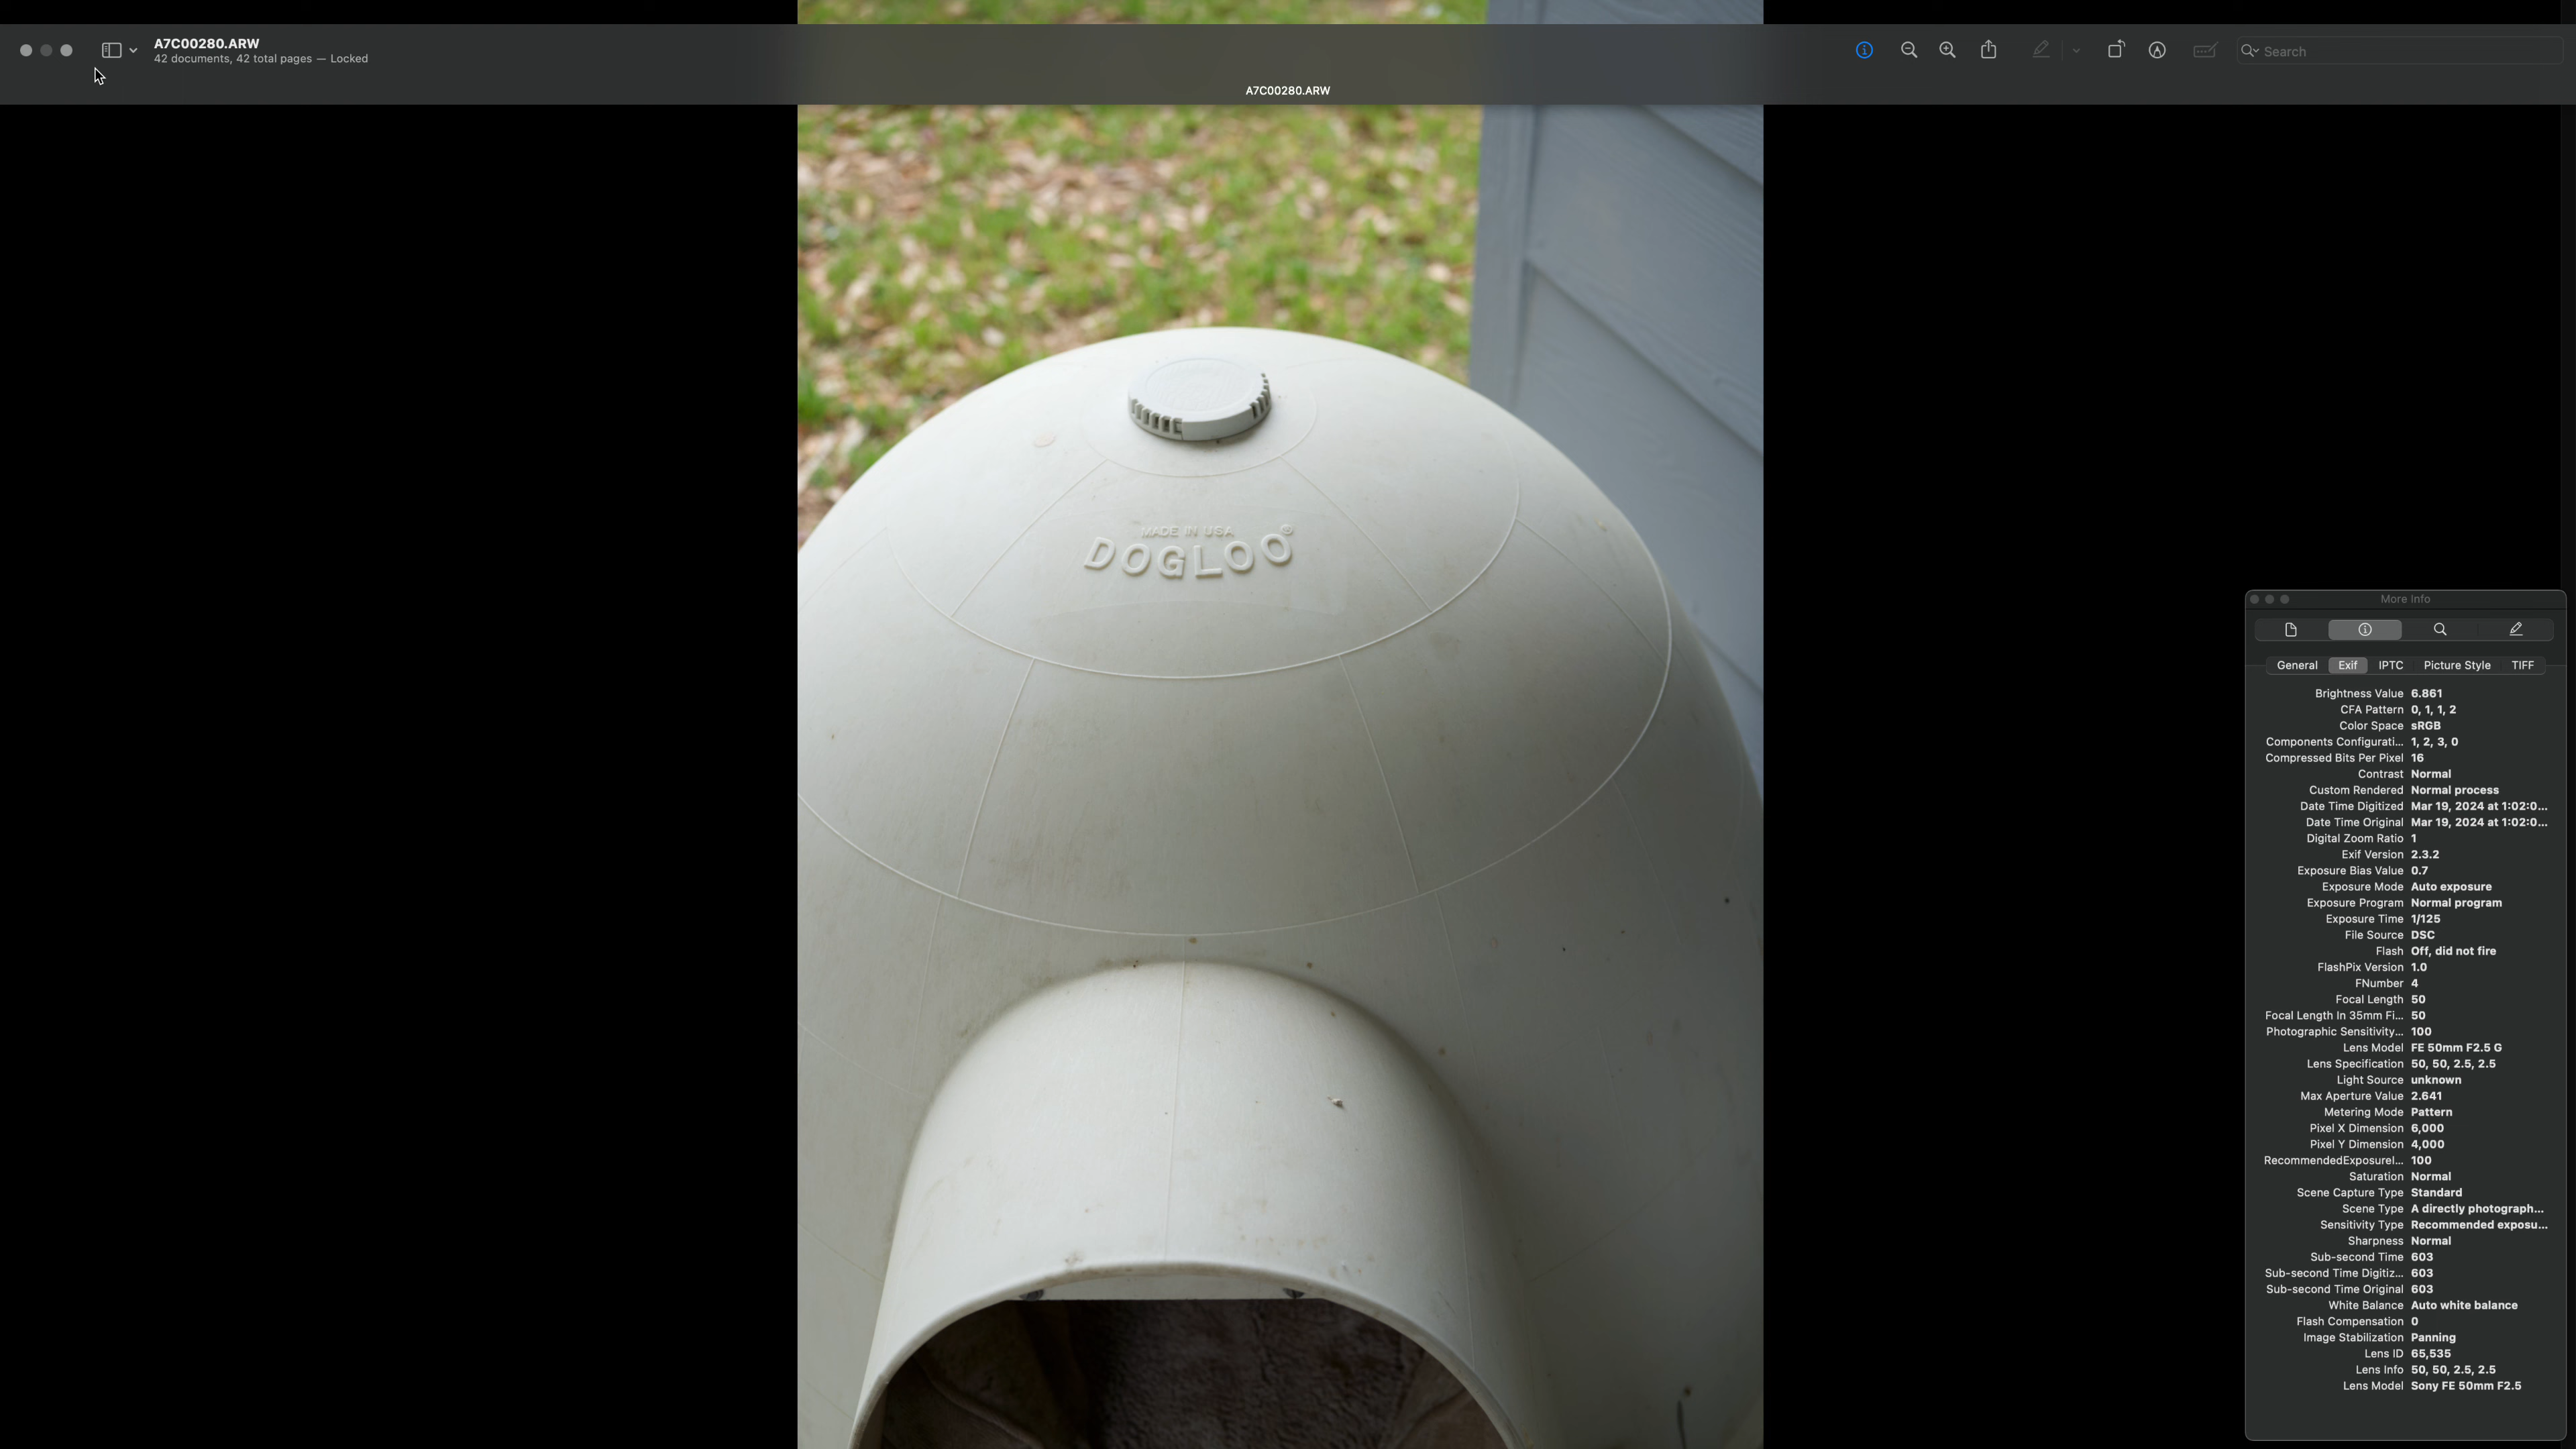 A7C00280.ARW
42 documents, 42 total pages — Locked
Search
A7C00280.ARW
MADE IN USA
DOGLOO®
More Info
General Exif IPTC Picture Style TIFF
Brightness Value 6.861
CFA Pattern 0, 1, 1, 2
Color Space sRGB
Components Configurati... 1, 2, 3, 0
Compressed Bits Per Pixel 16
Contrast Normal
Custom Rendered Normal process
Date Time Digitized Mar 19, 2024 at 1:02:0...
Date Time Original Mar 19, 2024 at 1:02:0...
Digital Zoom Ratio 1
Exif Version 2.3.2
Exposure Bias Value 0.7
Exposure Mode Auto exposure
Exposure Program Normal program
Exposure Time 1/125
File Source DSC
Flash Off, did not fire
FlashPix Version 1.0
FNumber 4
Focal Length 50
Focal Length In 35mm Fi... 50
Photographic Sensitivity... 100
Lens Model FE 50mm F2.5 G
Lens Specification 50, 50, 2.5, 2.5
Light Source unknown
Max Aperture Value 2.641
Metering Mode Pattern
Pixel X Dimension 6,000
Pixel Y Dimension 4,000
RecommendedExposureI... 100
Saturation Normal
Scene Capture Type Standard
Scene Type A directly photograph...
Sensitivity Type Recommended exposu...
Sharpness Normal
Sub-second Time 603
Sub-second Time Digitiz... 603
Sub-second Time Original 603
White Balance Auto white balance
Flash Compensation 0
Image Stabilization Panning
Lens ID 65,535
Lens Info 50, 50, 2.5, 2.5
Lens Model Sony FE 50mm F2.5